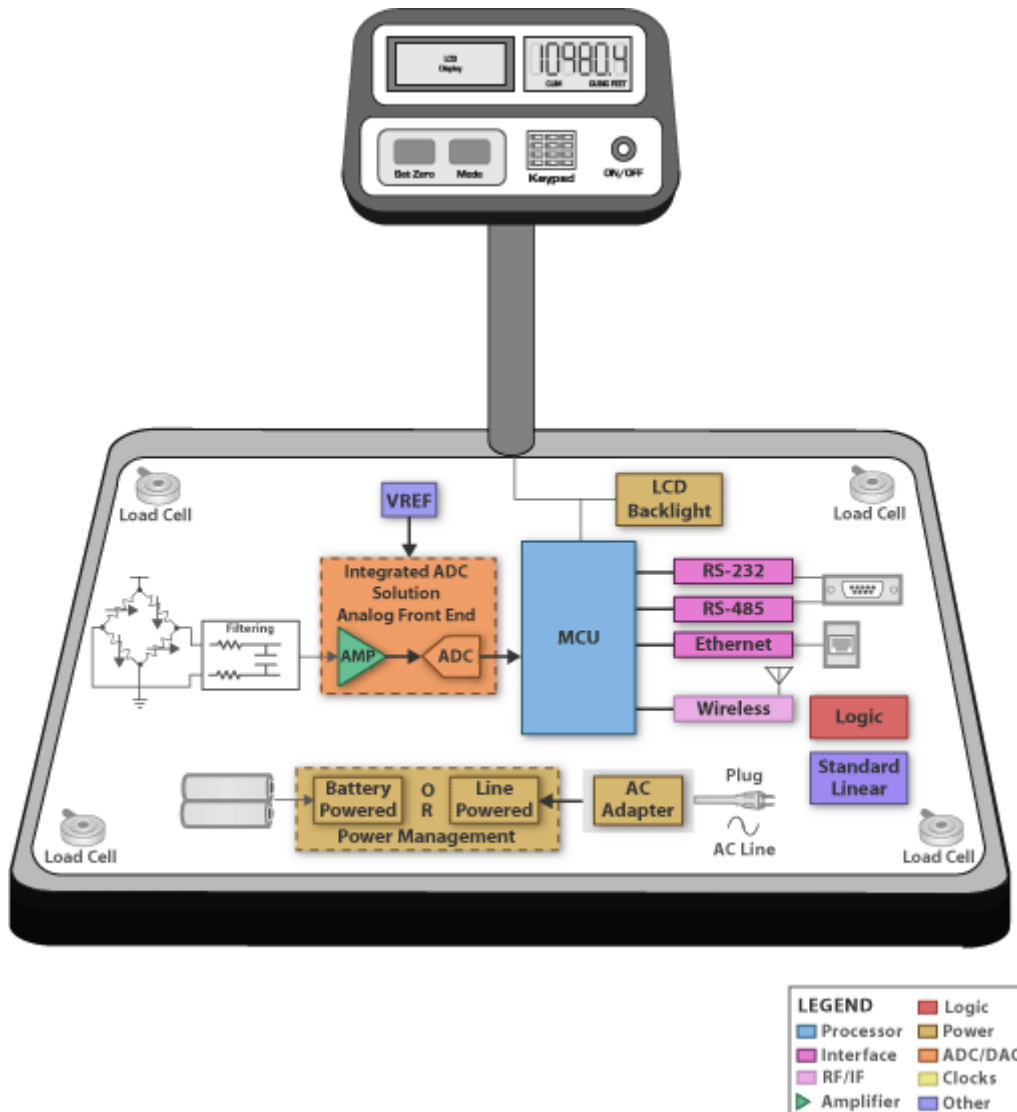 LCD
Display
10980.4
CUM CUBIC FEET
Set Zero Mode
Keypad
ON/OFF
Load Cell
VREF
LCD
Backlight
Load Cell
Integrated ADC
Solution
Analog Front End
AMP
ADC
MCU
RS-232
RS-485
Ethernet
Wireless
Filtering
Logic
Standard
Linear
Battery
Powered
O
R
Line
Powered
Power Management
AC
Adapter
Plug
AC Line
Load Cell
Load Cell
LEGEND
Processor
Interface
RF/IF
Amplifier
Logic
Power
ADC/DAC
Clocks
Other